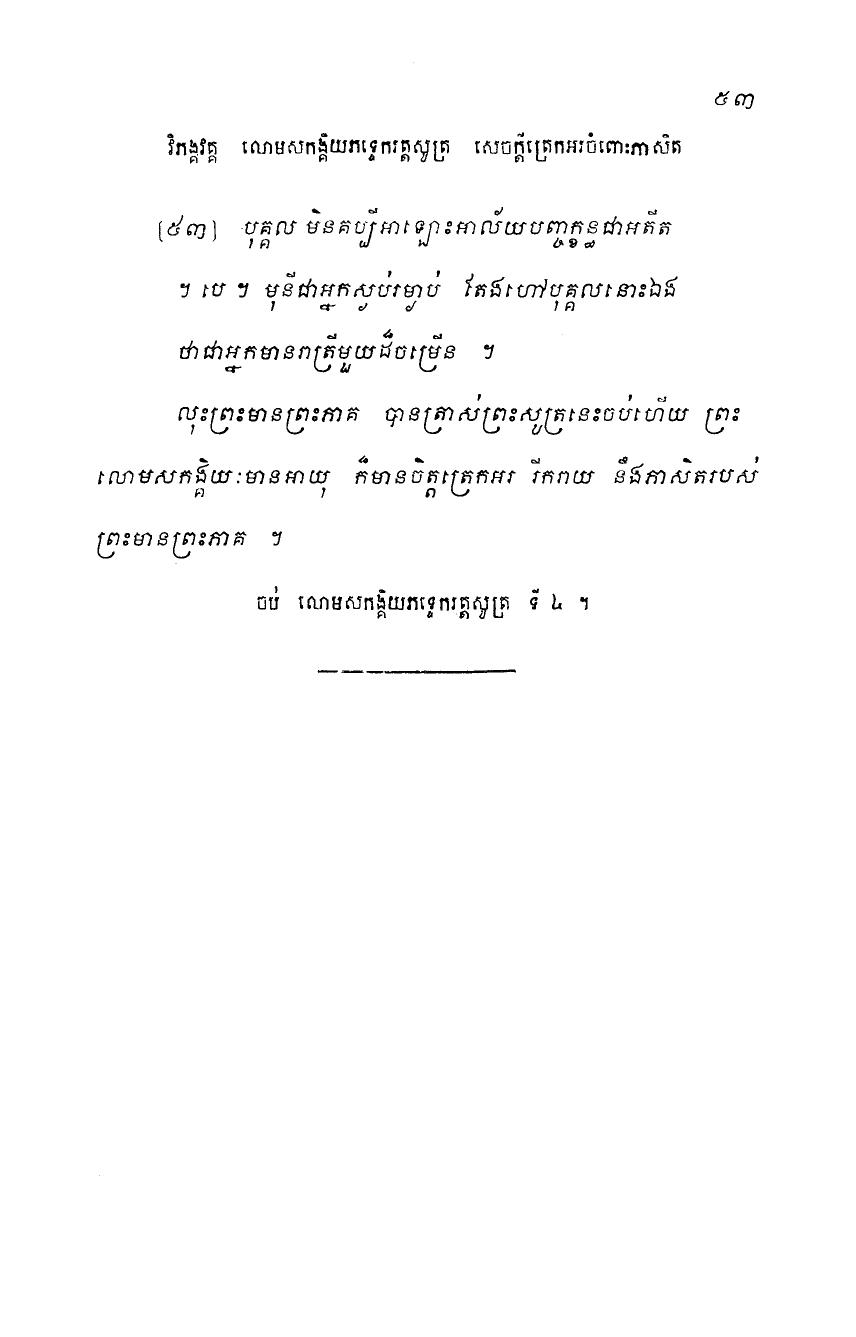 ៥៣
វិភង្គវគ្គ លោមសកង្គិយភទ្ទេករត្តសូត្រ សេចក្តីត្រេកអរចំពោះភាសិត
[៥៣] បុគ្គល មិនគប្បីអាឡោះអាល័យបញ្ចក្ខន្ធជាអតីត
។ បេ ។ មុនីជាអ្នកស្ងប់រម្ងាប់ តែងហៅបុគ្គលនោះឯង
ថាជាអ្នកមានរាត្រីមួយដ៏ចម្រើន ។
លុះព្រះមានព្រះភាគ បានត្រាស់ព្រះសូត្រនេះចប់ហើយ ព្រះ
លោមសកង្គិយៈមានអាយុ ក៏មានចិត្តត្រេកអរ រីករាយ នឹងភាសិតរបស់
ព្រះមានព្រះភាគ ។
ចប់ លោមសកង្គិយភទ្ទេករត្តសូត្រ ទី ៤ ។